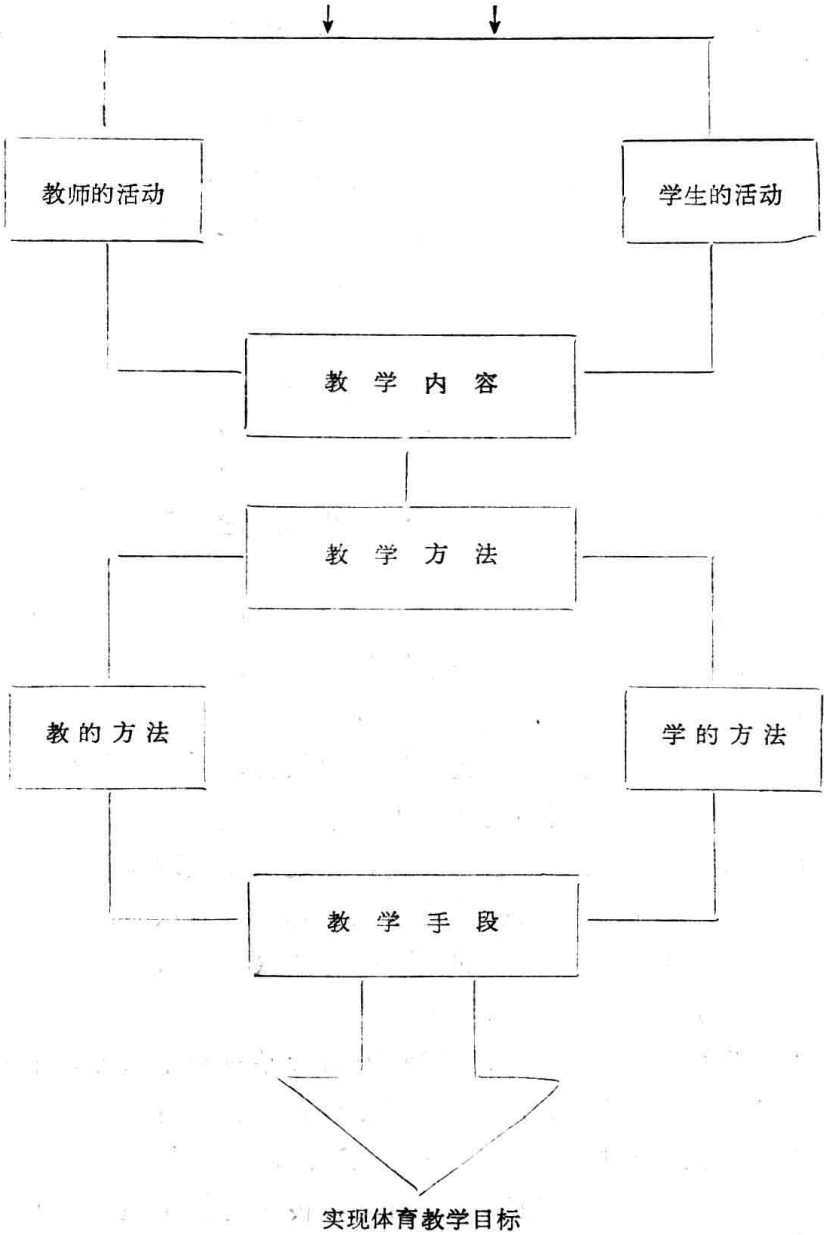 教师的活动
学生的活动
教学内容
教学方法
教的方法
学的方法
教学手段
实现体育教学目标